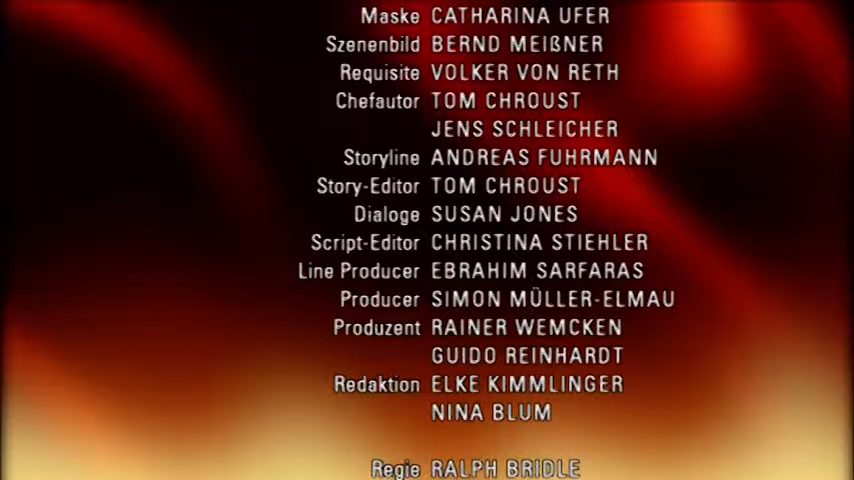 Maske CATHARINA UFER
Szenenbild BERND MEIßNER
Requisite VOLKER VON RETH
Chefautor TOM CHROUST
JENS SCHLEICHER
Storyline ANDREAS FUHRMANN
Story-Editor TOM CHROUST
Dialoge SUSAN JONES
Script-Editor CHRISTINA STIEHLER
Line Producer EBRAHIM SARFARAS
Producer SIMON MÜLLER-ELMAU
Produzent RAINER WEMCKEN
GUIDO REINHARDT
Redaktion ELKE KIMMLINGER
NINA BLUM
Regie RALPH BRIDLE